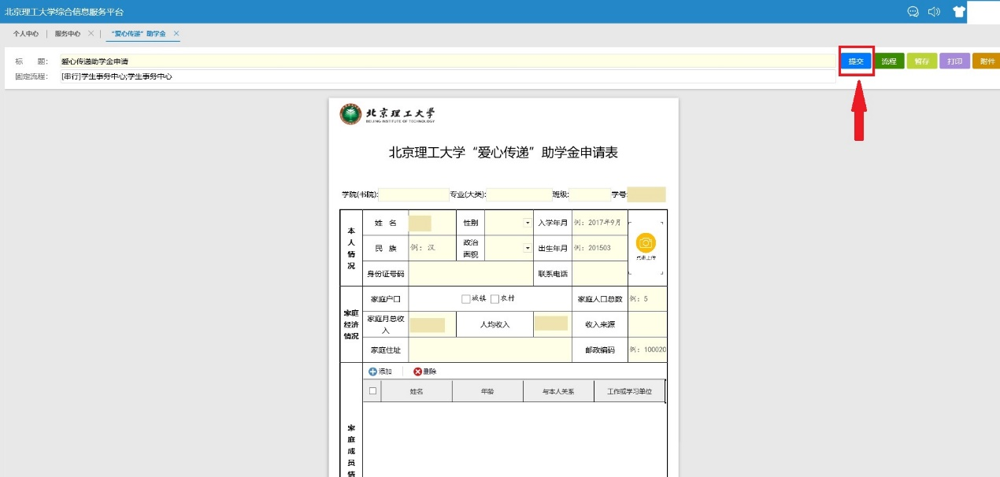 北京理工大学综合信息服务平台
个人中心 服务中心 “爱心传递”助学金
标 题: 爱心传递助学金申请 提交 流程 暂存 打印 附件
固定流程: [串行]学生事务中心;学生事务中心
北京理工大学
BEIJING INSTITUTE OF TECHNOLOGY
北京理工大学“爱心传递”助学金申请表
学院(书院): 专业(大类): 班级: 学号:
本人情况
姓 名 性别 入学年月 例: 2017年9月
民 族 例: 汉 政治面貌 出生年月 例: 201503
点击上传
身份证号码 联系电话
家庭经济情况
家庭户口 城镇 农村 家庭人口总数 例: 5
家庭月总收入 人均收入 收入来源
家庭住址 邮政编码 例: 100020
添加 删除
姓名 年龄 与本人关系 工作或学习单位
家庭成员情